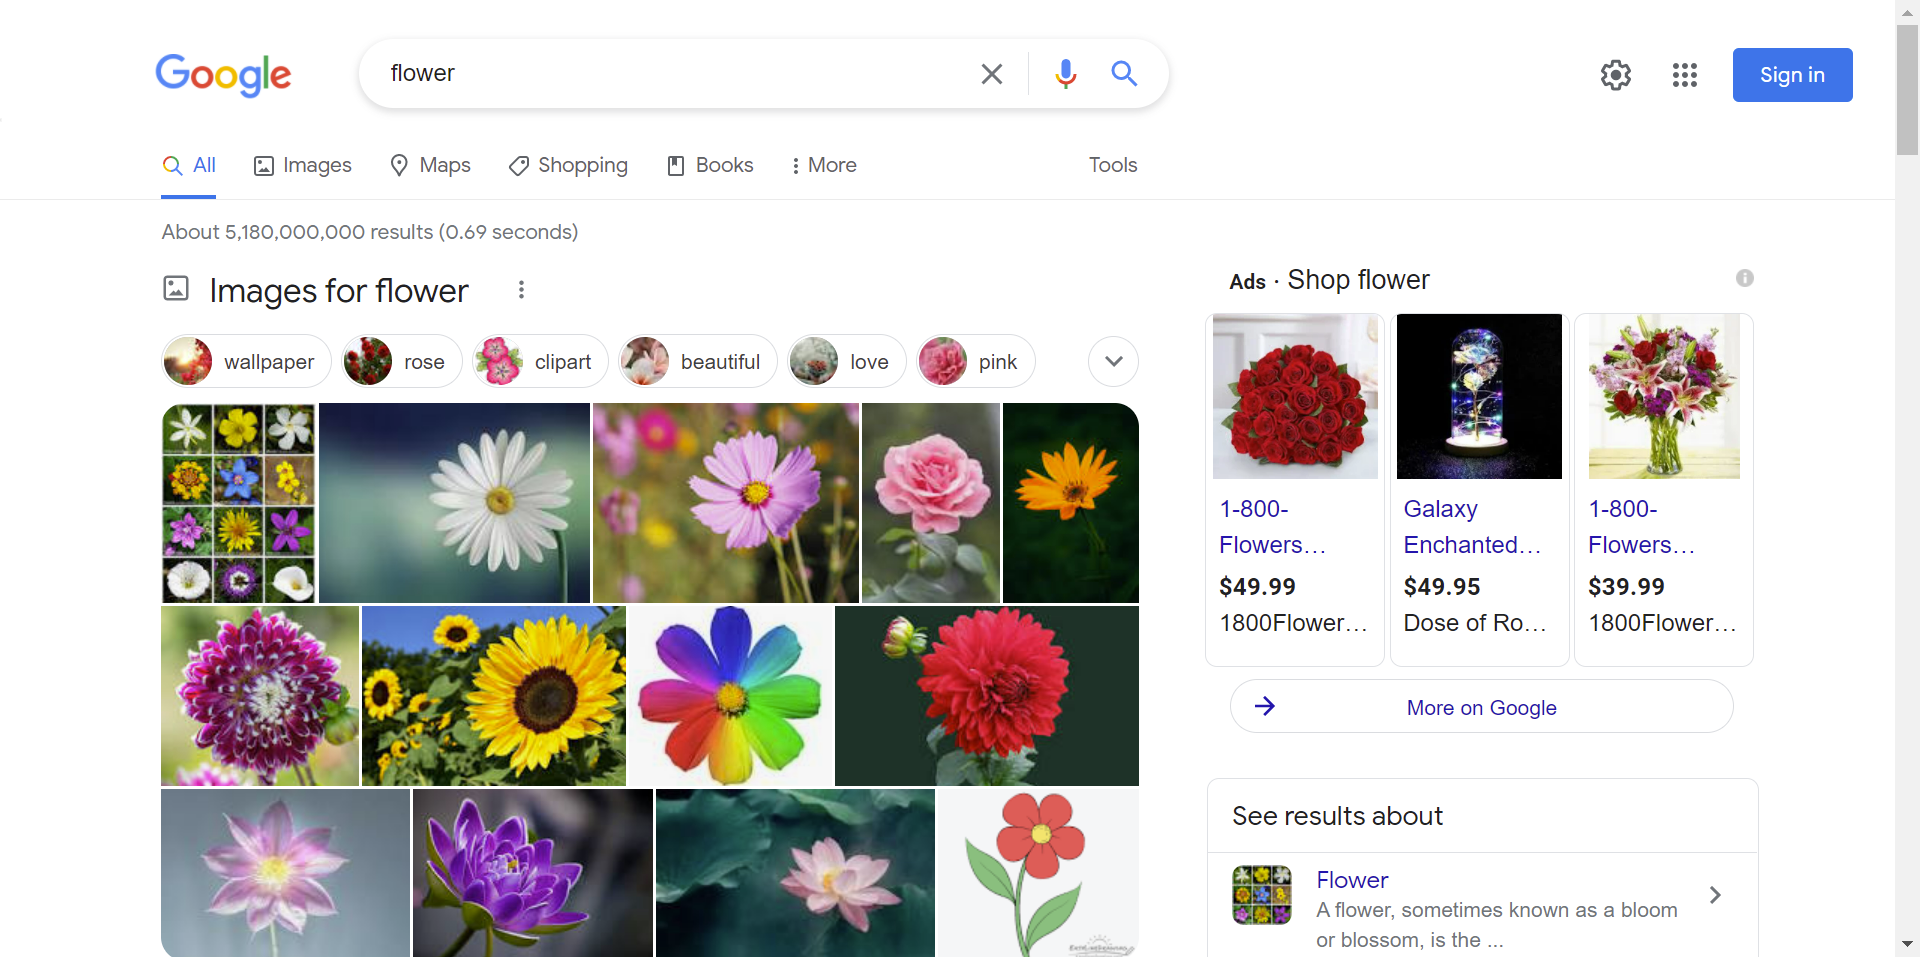 Google
flower
Sign in
All
Images
Maps
Shopping
Books
More
Tools
About 5,180,000,000 results (0.69 seconds)
Images for flower
wallpaper
rose
clipart
beautiful
love
pink
Ads · Shop flower
1-800-
Flowers...
$49.99
1800Flower...
Galaxy
Enchanted...
$49.95
Dose of Ro...
1-800-
Flowers...
$39.99
1800Flower...
More on Google
See results about
Flower
A flower, sometimes known as a bloom
or blossom, is the ...